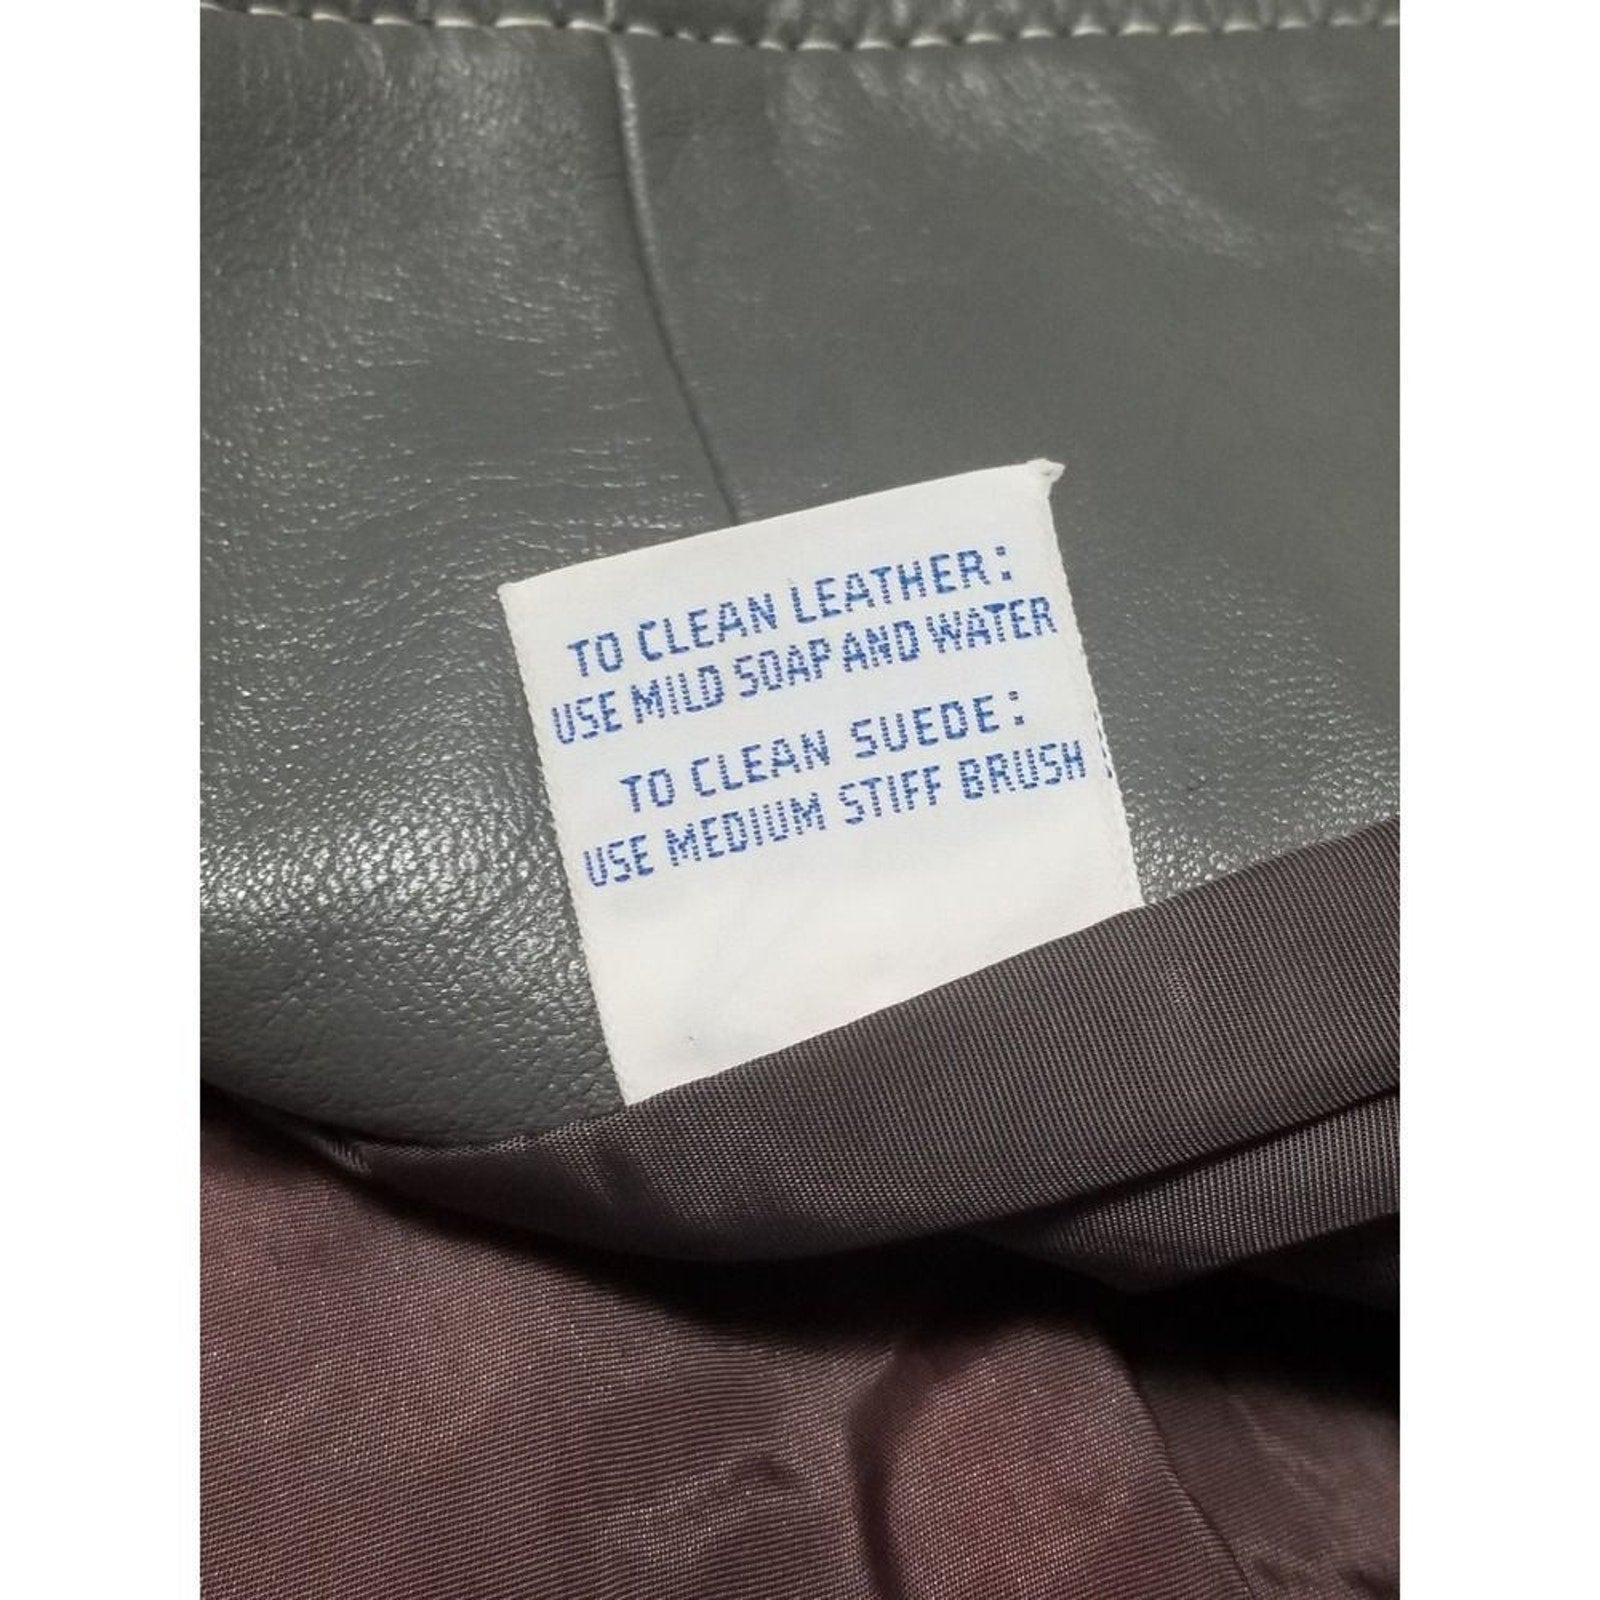 TO CLEAN LEATHER:
USE MILD SOAP AND WATER
TO CLEAN SUEDE:
USE MEDIUM STIFF BRUSH